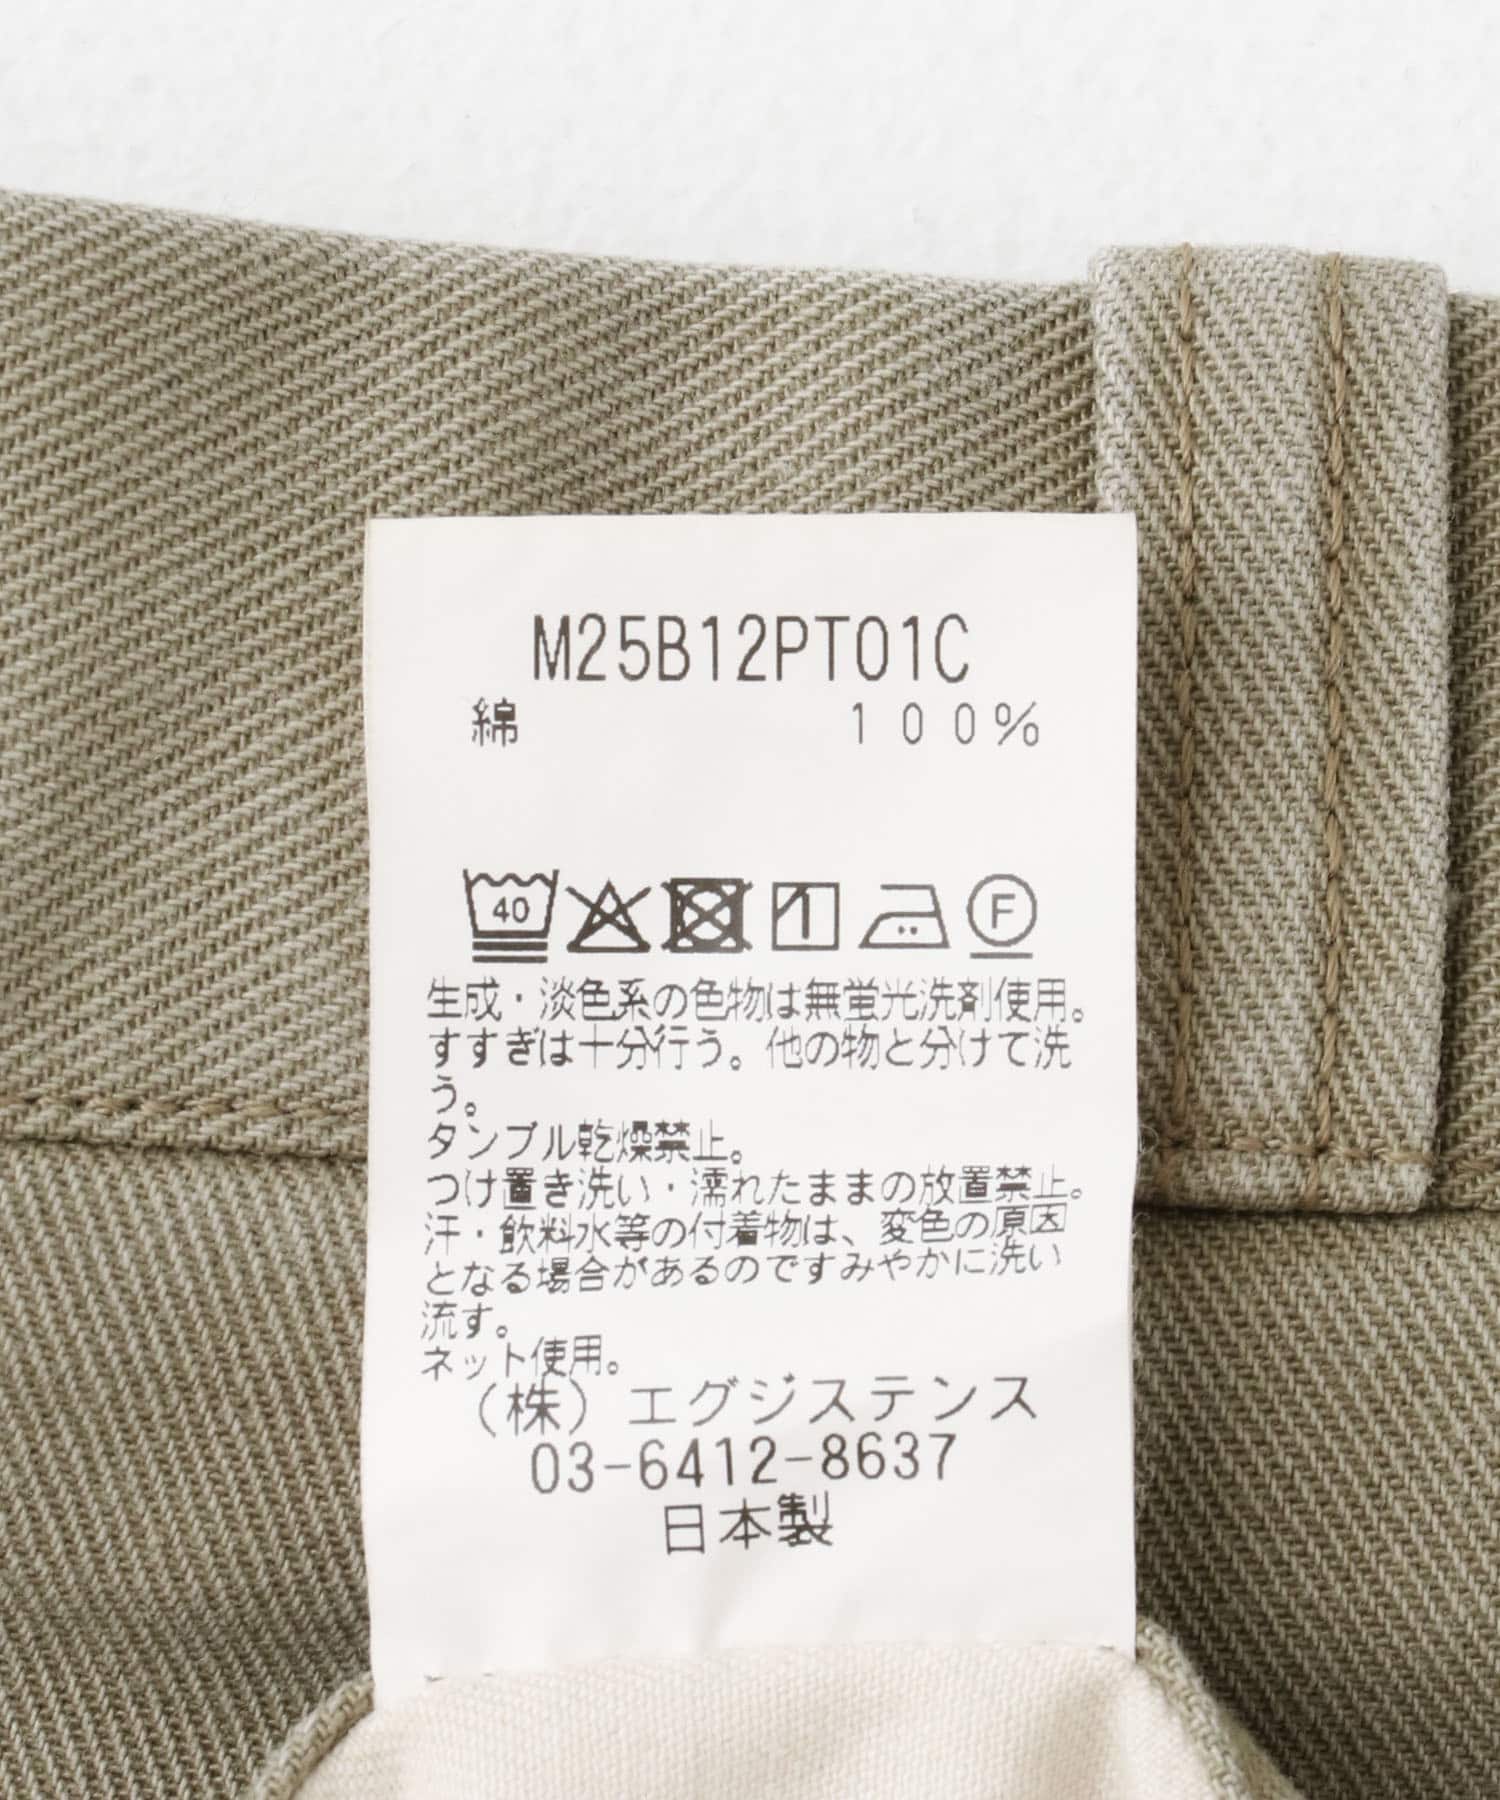 M25B12PT01C
綿 100%
40 F
生成・淡色系の色物は無蛍光洗剤使用。
すすぎは十分行う。他の物と分けて洗
う。
タンブル乾燥禁止。
つけ置き洗い・濡れたままの放置禁止。
汗・飲料水等の付着物は、変色の原因
となる場合があるのですみやかに洗い
流す。
ネット使用。
（株）エグジステンス
03-6412-8637
日本製